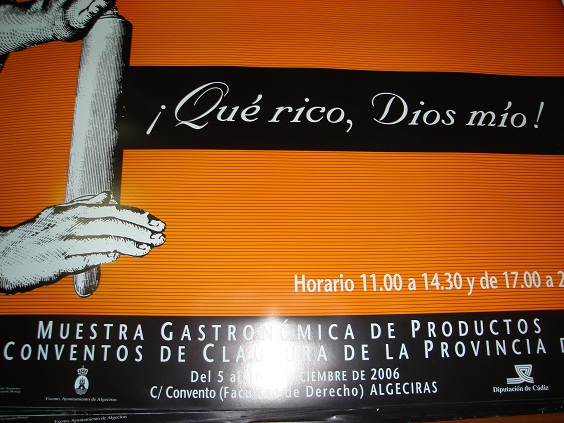 ¡Qué rico, Dios mío!
Horario 11.00 a 14.30 y de 17.00 a 2
MUESTRA GASTRONÓMICA DE PRODUCTOS
CONVENTOS DE CLAUSURA DE LA PROVINCIA D
Del 5 al DICIEMBRE DE 2006
C/ Convento (Facultad de Derecho) ALGECIRAS
Excmo. Ayuntamiento de Algeciras
Diputación de Cádiz